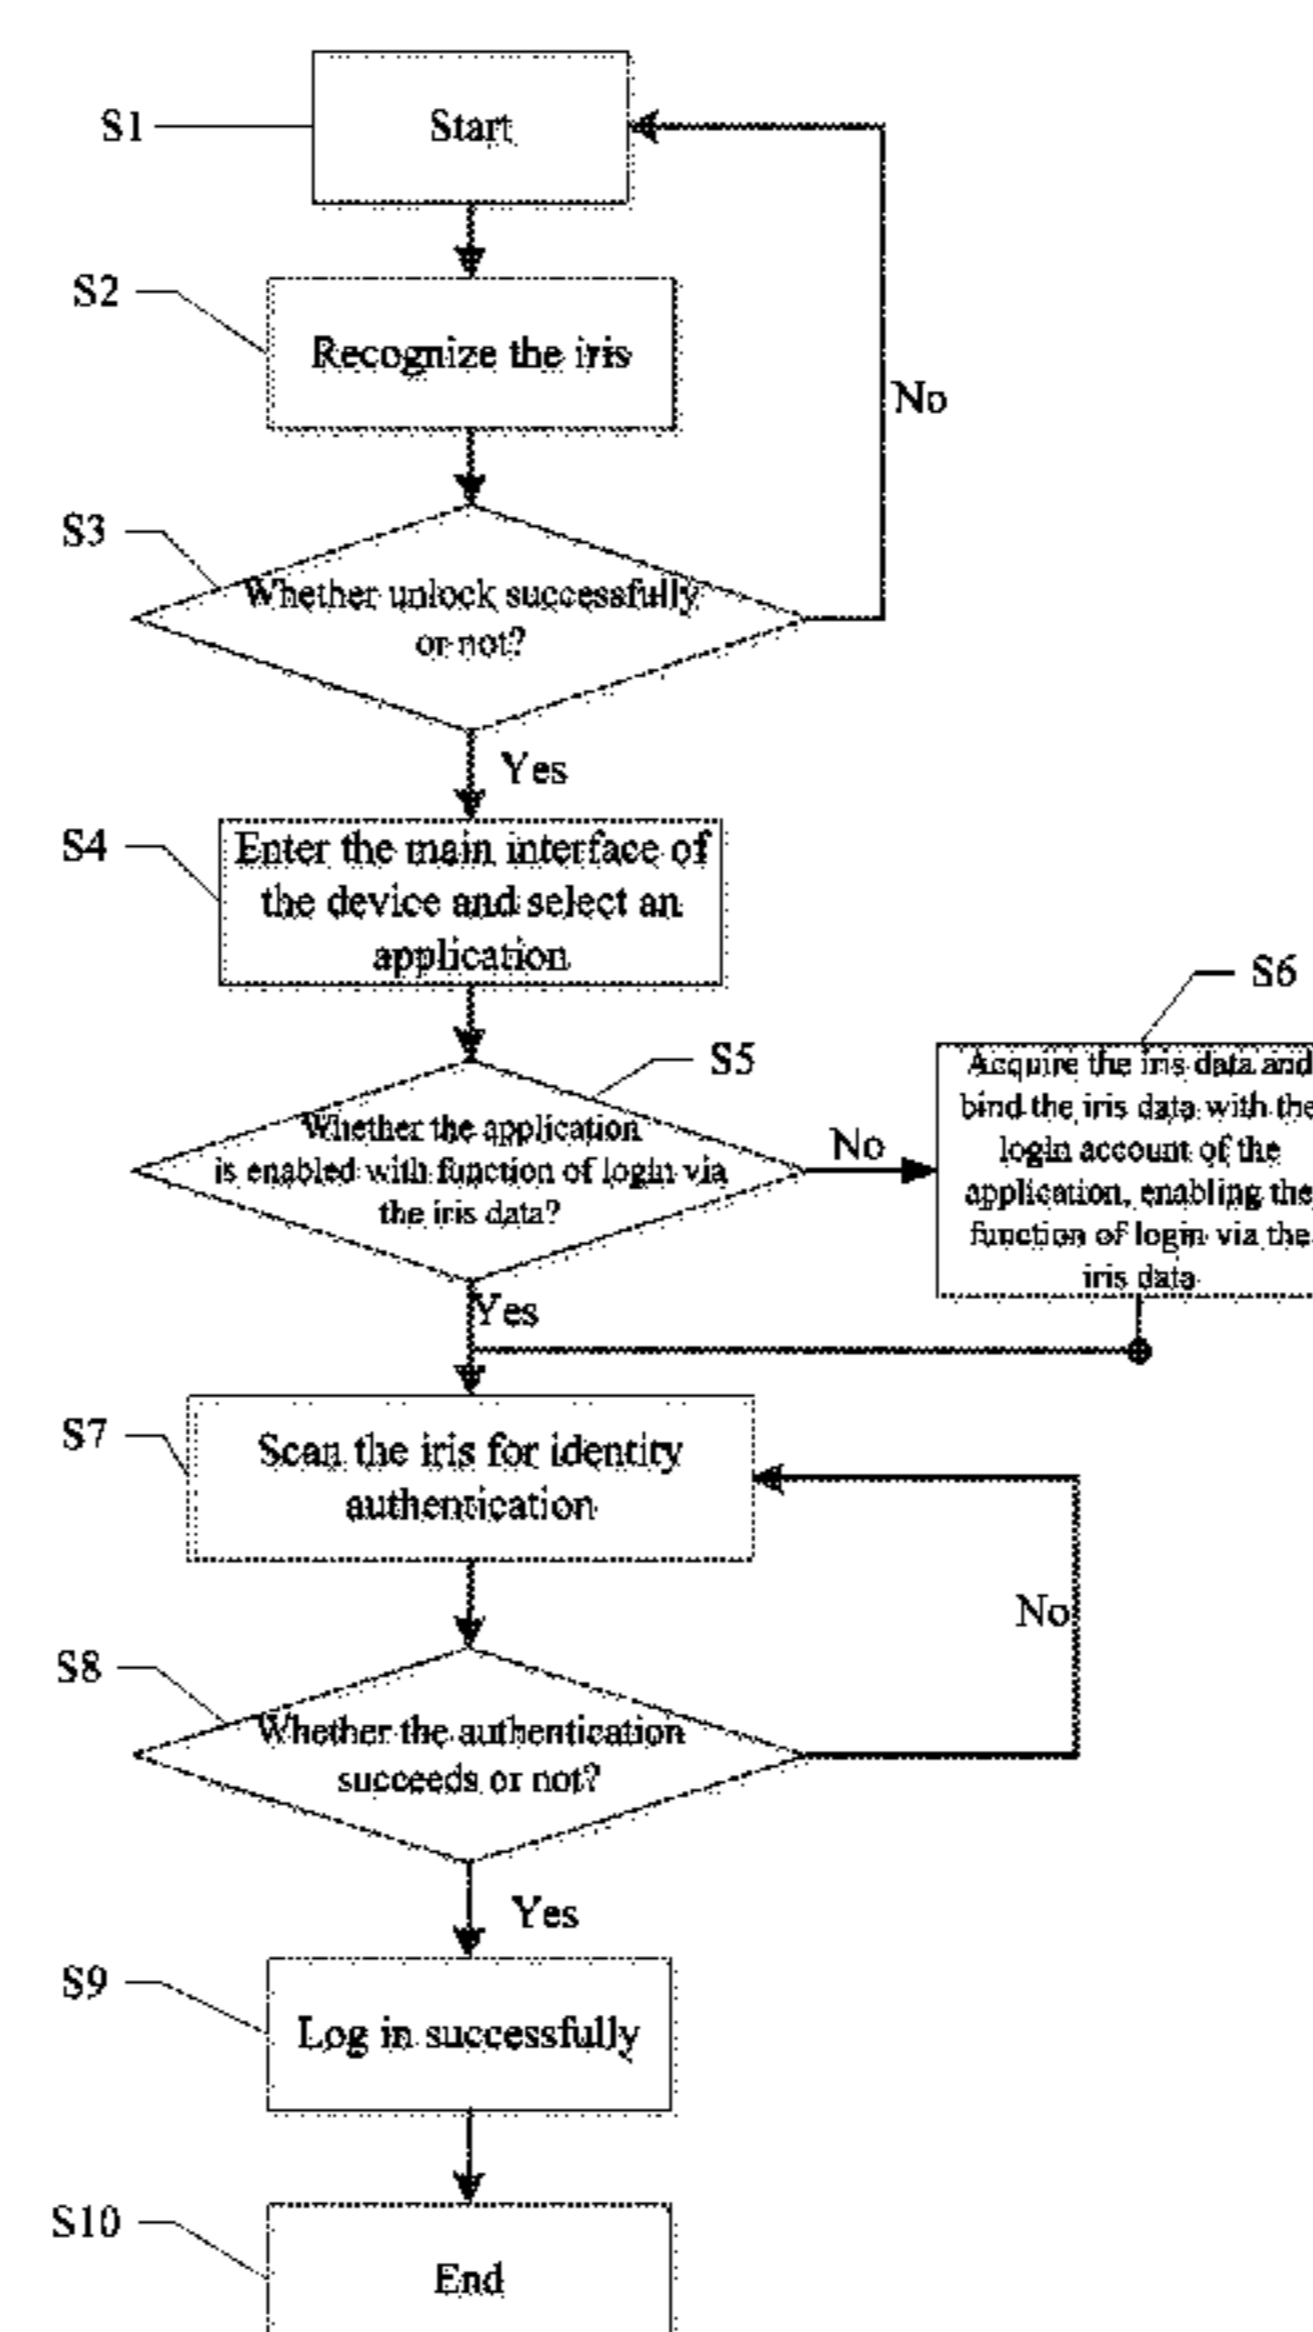 S1
Start
S2
Recognize the iris
No
S3
Whether unlock successfully
or not?
Yes
S4
Enter the main interface of
the device and select an
application
S5
Whether the application
is enabled with function of login via
the iris data?
No
S6
Acquire the iris data and
bind the iris data with the
login account of the
application, enabling the
function of login via the
iris data
Yes
S7
Scan the iris for identity
authentication
No
S8
Whether the authentication
succeeds or not?
Yes
S9
Log in successfully
S10
End